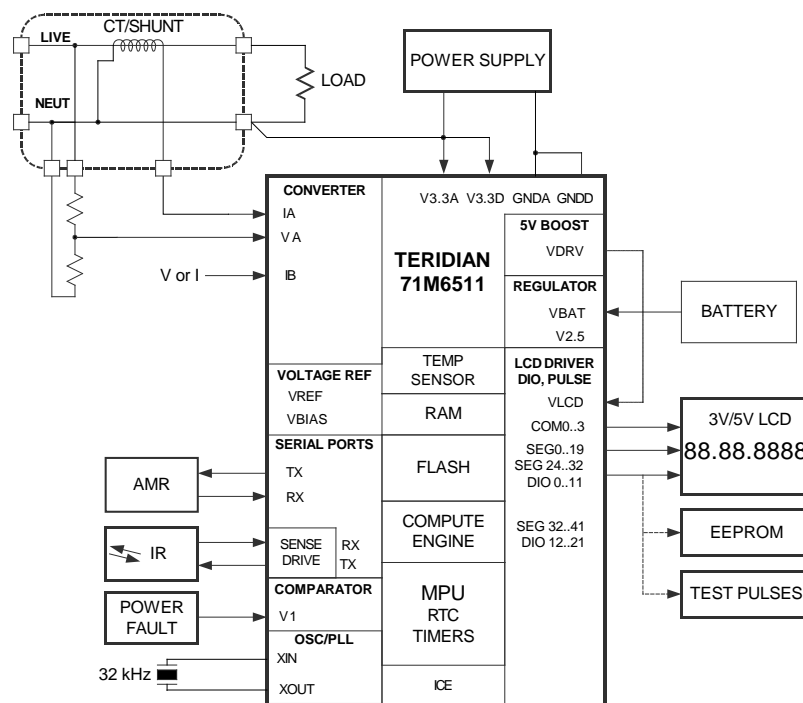 CT/SHUNT
LIVE
NEUT
LOAD
POWER SUPPLY
CONVERTER
IA
VA
V or I
IB
V3.3A V3.3D GNDA GNDD
TERIDIAN
71M6511
5V BOOST
VDRV
REGULATOR
VBAT
V2.5
BATTERY
VOLTAGE REF
VREF
VBIAS
TEMP
SENSOR
RAM
LCD DRIVER
DIO, PULSE
VLCD
COM0..3
SEG0..19
SEG 24..32
DIO 0..11
3V/5V LCD
88.88.8888
SERIAL PORTS
TX
RX
AMR
FLASH
COMPUTE
ENGINE
SEG 32..41
DIO 12..21
EEPROM
IR
SENSE
DRIVE
RX
TX
TEST PULSES
COMPARATOR
V1
POWER
FAULT
MPU
RTC
TIMERS
OSC/PLL
XIN
32 kHz
XOUT
ICE